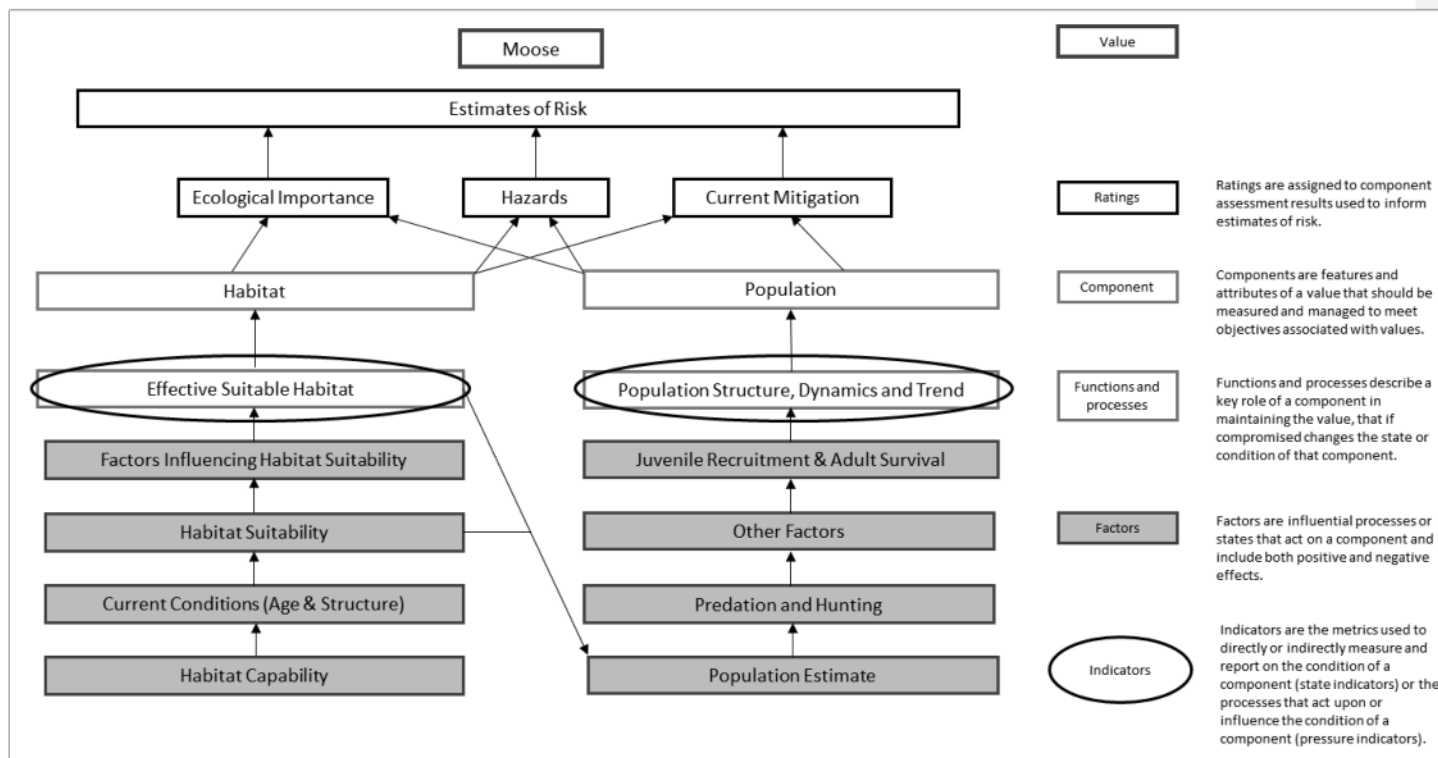 Moose
Estimates of Risk
Ecological Importance
Hazards
Current Mitigation
Habitat
Population
Effective Suitable Habitat
Population Structure, Dynamics and Trend
Factors Influencing Habitat Suitability
Juvenile Recruitment & Adult Survival
Habitat Suitability
Other Factors
Current Conditions (Age & Structure)
Predation and Hunting
Habitat Capability
Population Estimate
Value
Ratings
Ratings are assigned to component
assessment results used to inform
estimates of risk.
Component
Components are features and
attributes of a value that should be
measured and managed to meet
objectives associated with values.
Functions and
processes
Functions and processes describe a
key role of a component in
maintaining the value, that if
compromised changes the state or
condition of that component.
Factors
Factors are influential processes or
states that act on a component and
include both positive and negative
effects.
Indicators
Indicators are the metrics used to
directly or indirectly measure and
report on the condition of a
component (state indicators) or the
processes that act upon or
influence the condition of a
component (pressure indicators).